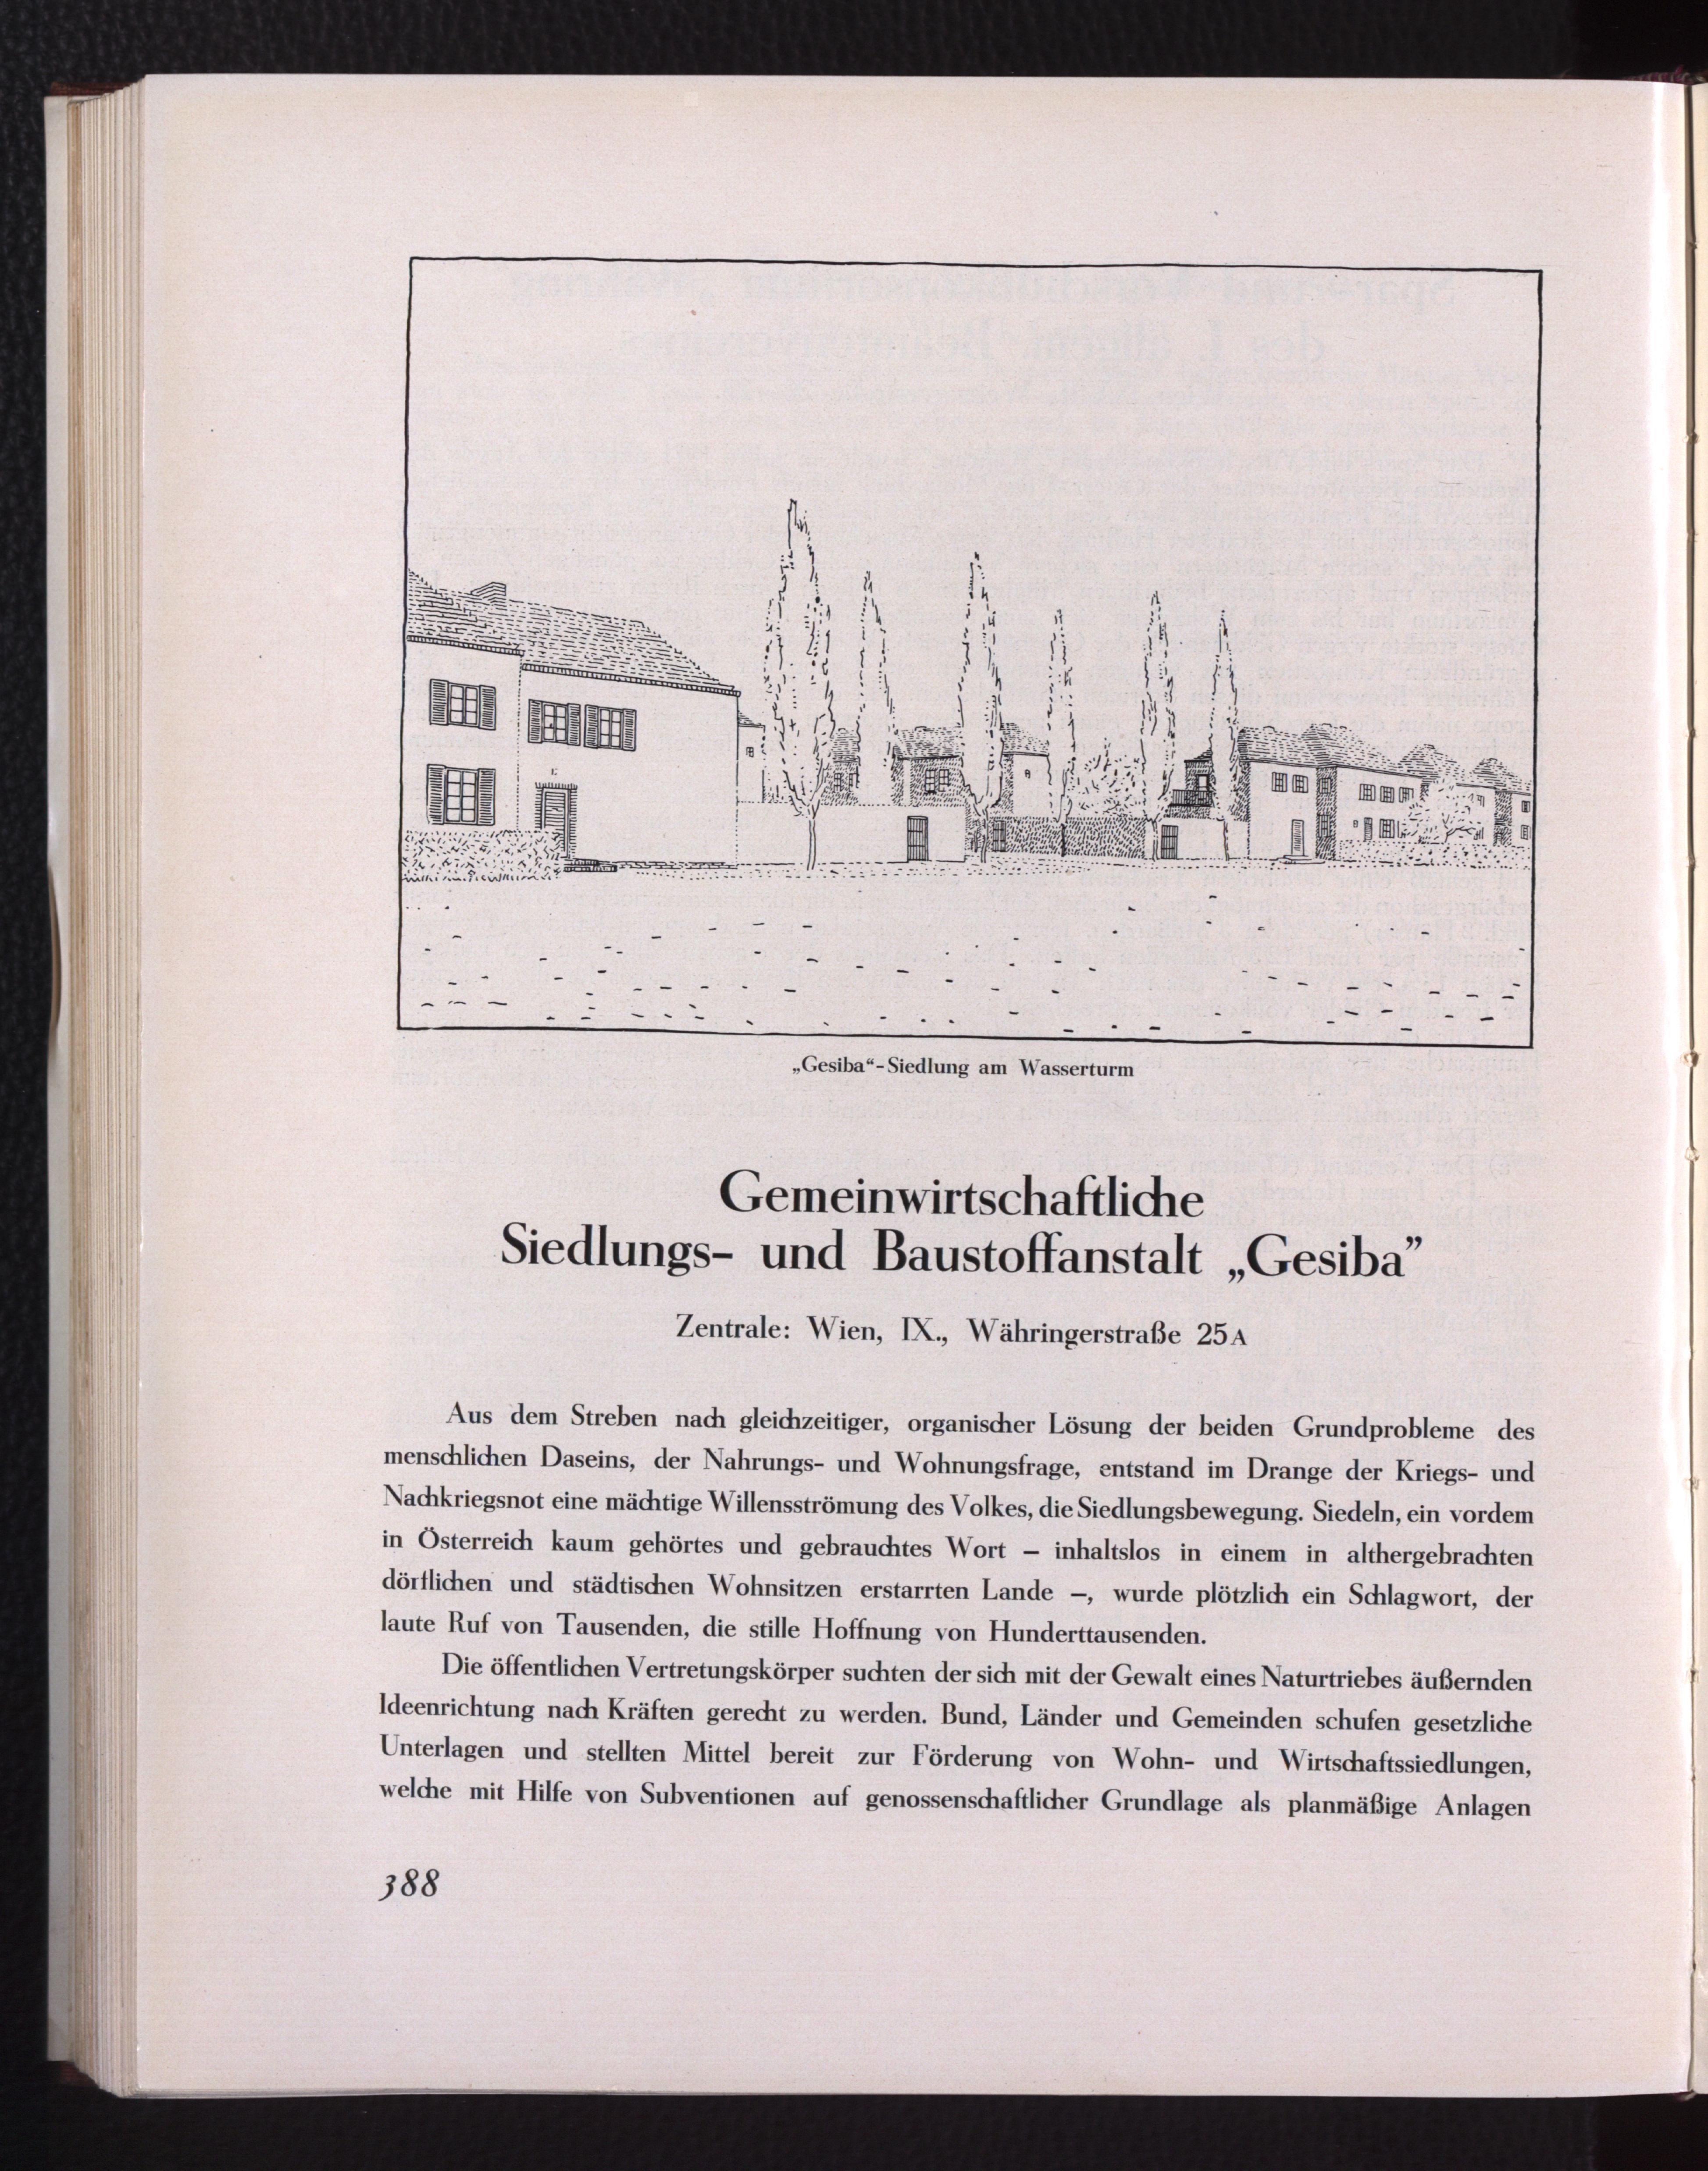 „Gesiba“-Siedlung am Wasserturm
Gemeinwirtschaftliche
Siedlungs- und Baustoffanstalt „Gesiba”
Zentrale: Wien, IX., Währingerstraße 25A
Aus dem Streben nach gleichzeitiger, organischer Lösung der beiden Grundprobleme des
menschlichen Daseins, der Nahrungs- und Wohnungsfrage, entstand im Drange der Kriegs- und
Nachkriegsnot eine mächtige Willensströmung des Volkes, die Siedlungsbewegung. Siedeln, ein vordem
in Österreich kaum gehörtes und gebrauchtes Wort – inhaltslos in einem in althergebrachten
dörflichen und städtischen Wohnsitzen erstarrten Lande –, wurde plötzlich ein Schlagwort, der
laute Ruf von Tausenden, die stille Hoffnung von Hunderttausenden.
Die öffentlichen Vertretungskörper suchten der sich mit der Gewalt eines Naturtriebes äußernden
Ideenrichtung nach Kräften gerecht zu werden. Bund, Länder und Gemeinden schufen gesetzliche
Unterlagen und stellten Mittel bereit zur Förderung von Wohn- und Wirtschaftssiedlungen,
welche mit Hilfe von Subventionen auf genossenschaftlicher Grundlage als planmäßige Anlagen
388